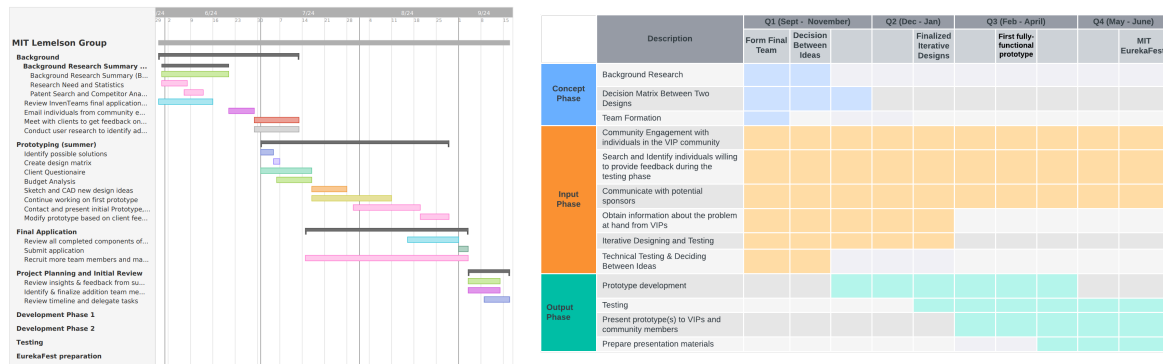 /24 6/24 7/24 8/24 9/24
MIT Lemelson Group
Background
Background Research Summary ...
Background Research Summary (B...
Research Need and Statistics
Patent Search and Competitor Ana...
Review InvenTeams final application...
Email individuals from community e...
Meet with clients to get feedback on...
Conduct user research to identify ad...
Prototyping (summer)
Identify possible solutions
Create design matrix
Client Questionaire
Budget Analysis
Sketch and CAD new design ideas
Continue working on first prototype
Contact and present initial Prototype,...
Modify prototype based on client fee...
Final Application
Review all completed components of...
Submit application
Recruit more team members and ma...
Project Planning and Initial Review
Review insights & feedback from su...
Identify & finalize addition team me...
Review timeline and delegate tasks
Development Phase 1
Development Phase 2
Testing
EurekaFest preparation
Description
Q1 (Sept - November)
Q2 (Dec - Jan)
Q3 (Feb - April)
Q4 (May - June)
Form Final
Team
Decision
Between
Ideas
Finalized
Iterative
Designs
First fully-
functional
prototype
MIT
EurekaFest
Concept
Phase
Background Research
Decision Matrix Between Two
Designs
Team Formation
Input
Phase
Community Engagement with
individuals in the VIP community
Search and Identify individuals willing
to provide feedback during the
testing phase
Communicate with potential
sponsors
Obtain information about the problem
at hand from VIPs
Iterative Designing and Testing
Technical Testing & Deciding
Between Ideas
Output
Phase
Prototype development
Testing
Present prototype(s) to VIPs and
community members
Prepare presentation materials